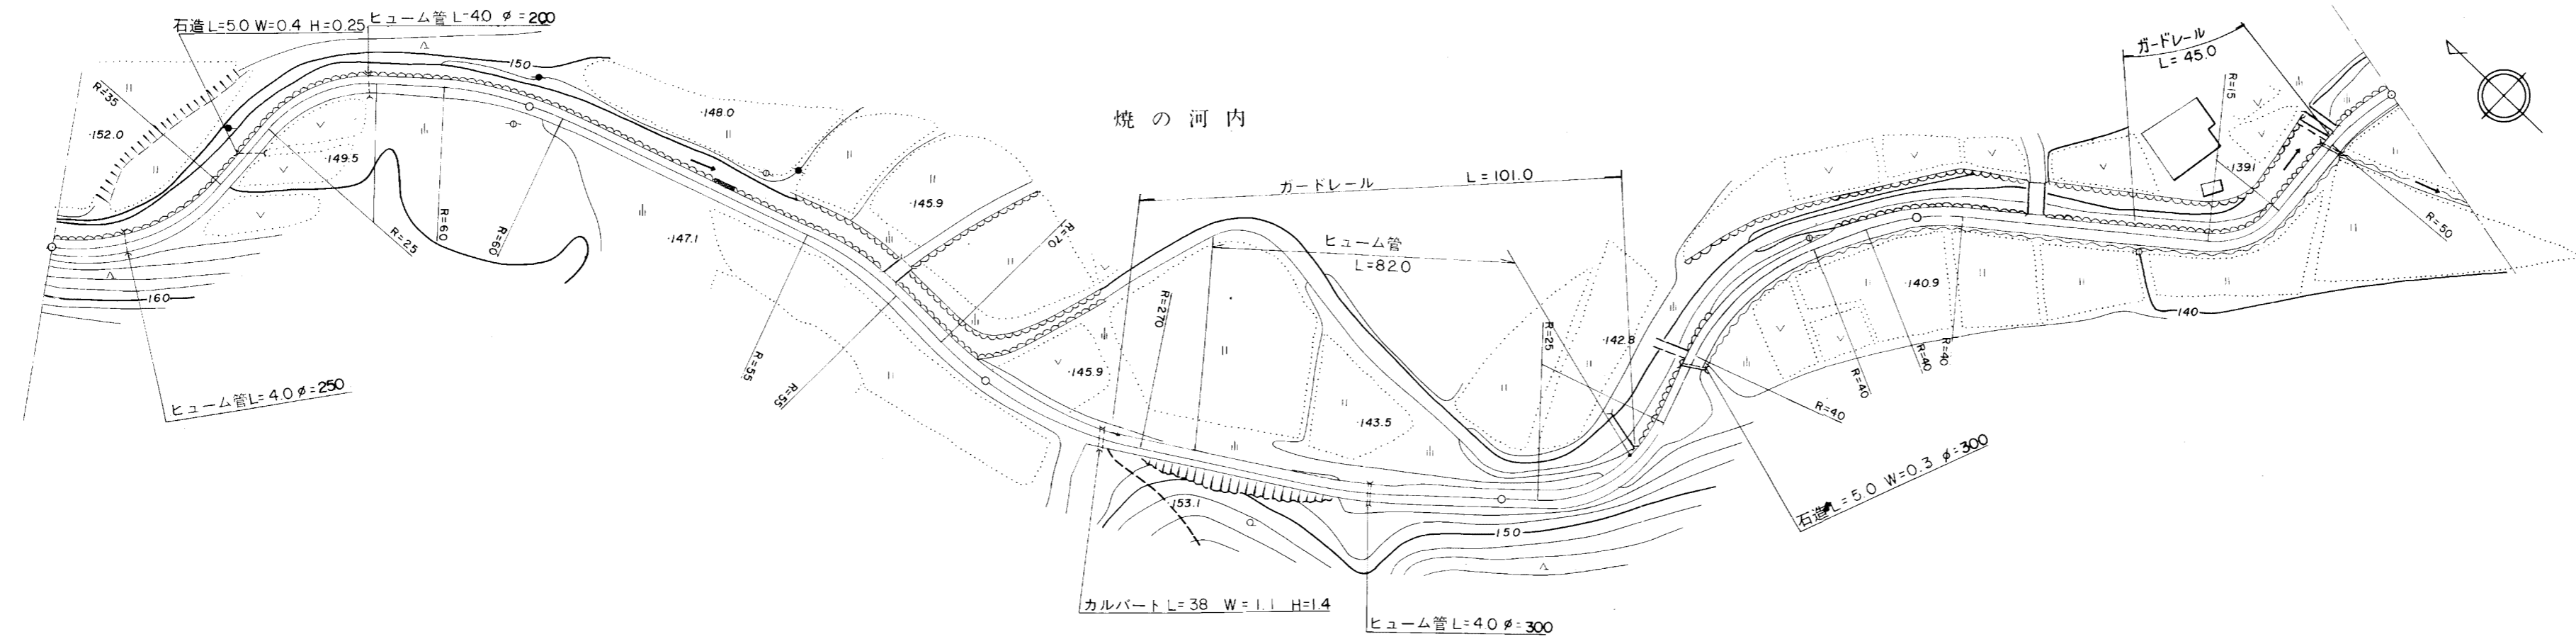 石造 L=5.0 W=0.4 H=0.25
ヒューム管 L=4.0 φ=200
150
R=35
152.0
149.5
148.0
R=25
R=60
R=60
160
ヒューム管 L=4.0 φ=250
147.1
145.9
R=70
R=55
R=55
145.9
焼の河内
ガードレール L=101.0
ヒューム管
L=82.0
R=270
R=25
142.8
143.5
153.1
150
カルバート L=38 W=1.1 H=1.4
ヒューム管 L=4.0 φ=300
石造 L=5.0 W=0.3 φ=300
R=40
R=40
R=40
R=40
140.9
140
ガードレール
L=45.0
R=15
139.1
R=50